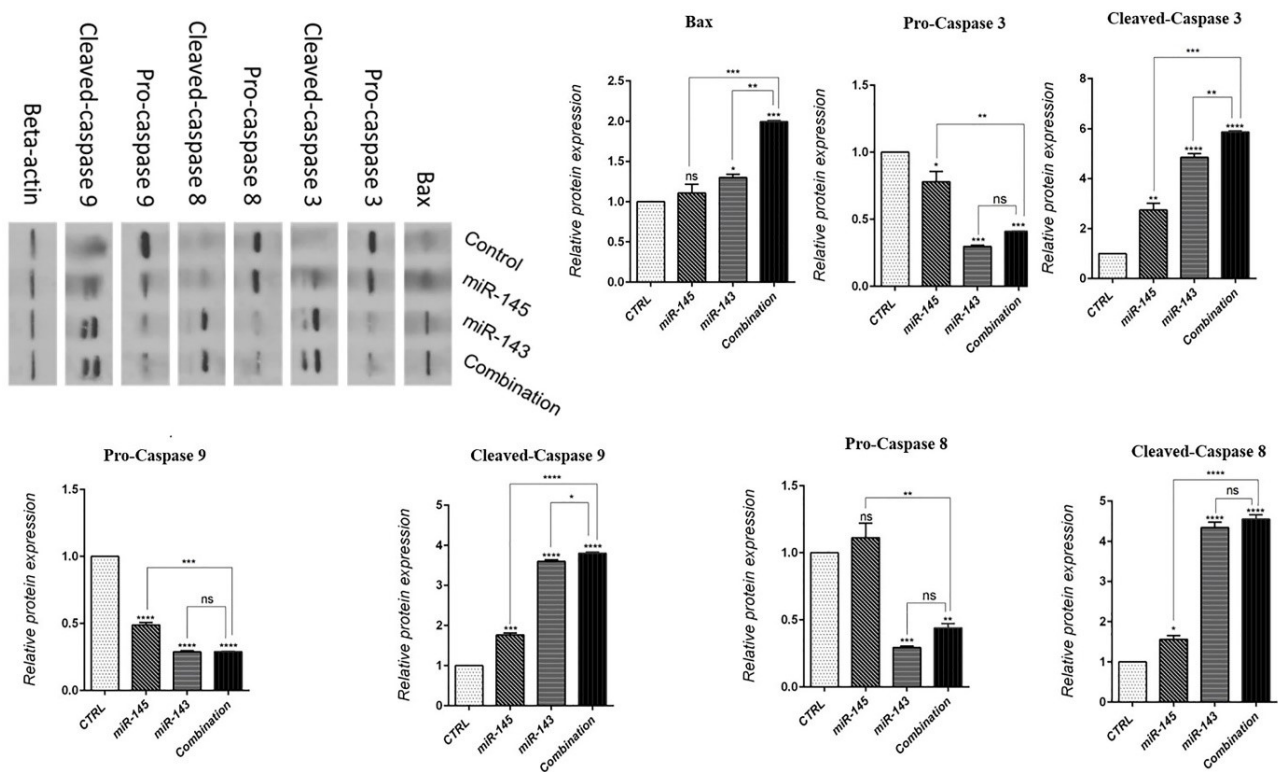 Beta-actin
Cleaved-caspase 9
Pro-caspase 9
Cleaved-caspase 8
Pro-caspase 8
Cleaved-caspase 3
Pro-caspase 3
Bax
Control
miR-145
miR-143
Combination
Bax
Relative protein expression
2.5
2.0
1.5
1.0
0.5
0.0
***
**
ns
*
***
CTRL
miR-145
miR-143
Combination
Pro-Caspase 3
Relative protein expression
1.5
1.0
0.5
0.0
**
*
ns
***
***
CTRL
miR-145
miR-143
Combination
Cleaved-Caspase 3
Relative protein expression
8
6
4
2
0
***
**
**
****
****
CTRL
miR-145
miR-143
Combination
Pro-Caspase 9
Relative protein expression
1.5
1.0
0.5
0.0
***
ns
****
****
****
CTRL
miR-145
miR-143
Combination
Cleaved-Caspase 9
Relative protein expression
5
4
3
2
1
0
****
*
***
****
****
CTRL
miR-145
miR-143
Combination
Pro-Caspase 8
Relative protein expression
1.5
1.0
0.5
0.0
**
ns
ns
***
**
CTRL
miR-145
miR-143
Combination
Cleaved-Caspase 8
Relative protein expression
5
4
3
2
1
0
****
ns
*
****
****
CTRL
miR-145
miR-143
Combination